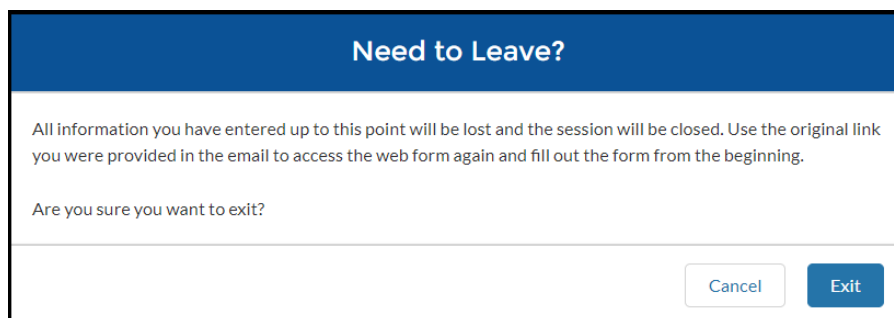 Need to Leave?
All information you have entered up to this point will be lost and the session will be closed. Use the original link
you were provided in the email to access the web form again and fill out the form from the beginning.
Are you sure you want to exit?
Cancel Exit